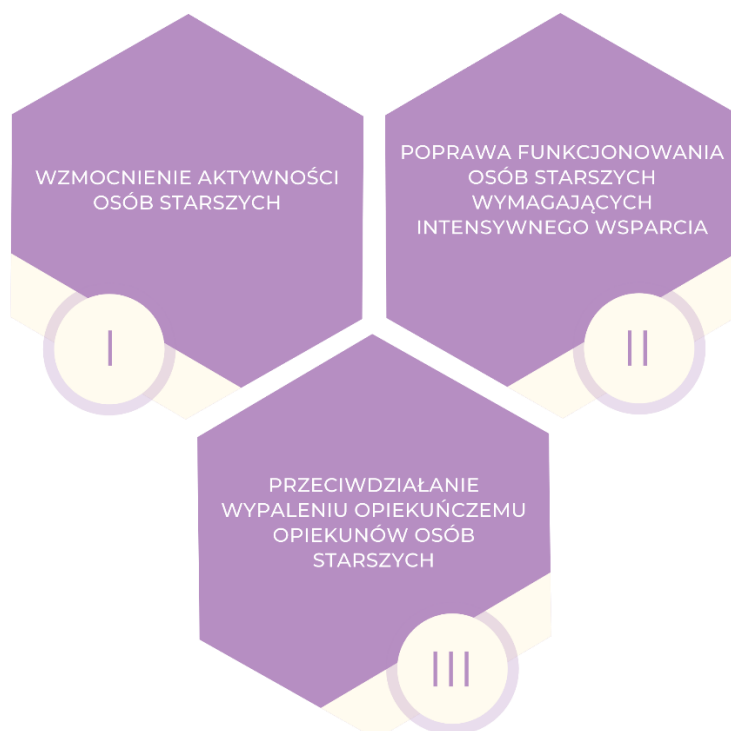 WZMOCNIENIE AKTYWNOŚCI
OSÓB STARSZYCH
I
POPRAWA FUNKCJONOWANIA
OSÓB STARSZYCH
WYMAGAJĄCYCH
INTENSYWNEGO WSPARCIA
II
PRZECIWDZIAŁANIE
WYPALENIU OPIEKUŃCZEMU
OPIEKUNÓW OSÓB
STARSZYCH
III